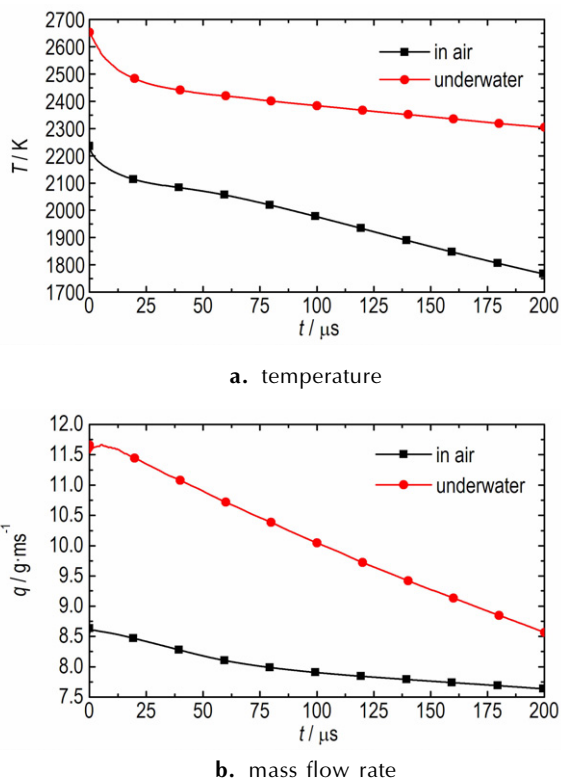 2700
2600
2500
2400
2300
2200
2100
2000
1900
1800
1700
T / K
in air
underwater
0 25 50 75 100 125 150 175 200
t / μs
a. temperature
12.0
11.5
11.0
10.5
10.0
9.5
9.0
8.5
8.0
7.5
q / g·ms⁻¹
in air
underwater
0 25 50 75 100 125 150 175 200
t / μs
b. mass flow rate